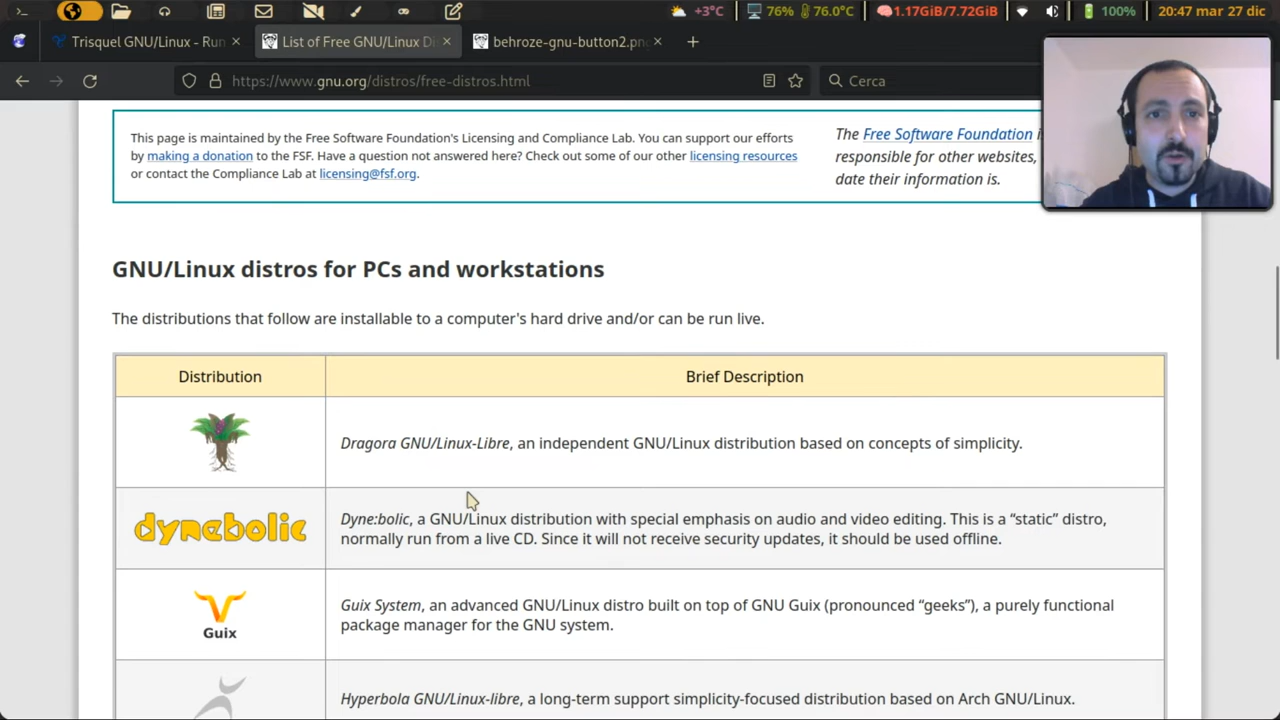 +3°C 76% 76.0°C 1.17GiB/7.72GiB 100% 20:47 mar 27 dic
Trisquel GNU/Linux - Run List of Free GNU/Linux Di behroze-gnu-button2.pn
https://www.gnu.org/distros/free-distros.html Cerca
This page is maintained by the Free Software Foundation's Licensing and Compliance Lab. You can support our efforts
by making a donation to the FSF. Have a question not answered here? Check out some of our other licensing resources
or contact the Compliance Lab at licensing@fsf.org.
The Free Software Foundation i
responsible for other websites,
date their information is.
GNU/Linux distros for PCs and workstations
The distributions that follow are installable to a computer's hard drive and/or can be run live.
Distribution Brief Description
Dragora GNU/Linux-Libre, an independent GNU/Linux distribution based on concepts of simplicity.
dynebolic
Dyne:bolic, a GNU/Linux distribution with special emphasis on audio and video editing. This is a “static” distro,
normally run from a live CD. Since it will not receive security updates, it should be used offline.
Guix
Guix System, an advanced GNU/Linux distro built on top of GNU Guix (pronounced “geeks”), a purely functional
package manager for the GNU system.
Hyperbola GNU/Linux-libre, a long-term support simplicity-focused distribution based on Arch GNU/Linux.